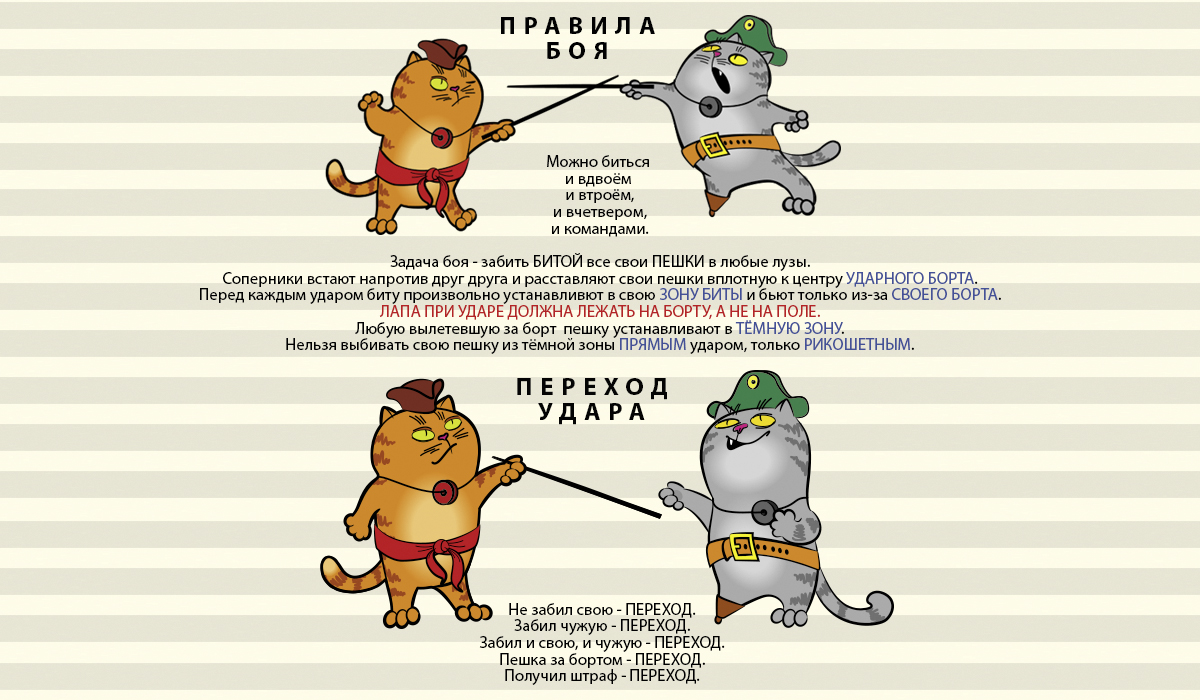 ПРАВИЛА
БОЯ
Можно биться
и вдвоём
и втроём,
и вчетвером,
и командами.
Задача боя - забить БИТОЙ все свои ПЕШКИ в любые лузы.
Соперники встают напротив друг друга и расставляют свои пешки вплотную к центру УДАРНОГО БОРТА.
Перед каждым ударом биту произвольно устанавливют в свою ЗОНУ БИТЫ и бьют только из-за СВОЕГО БОРТА.
ЛАПА ПРИ УДАРЕ ДОЛЖНА ЛЕЖАТЬ НА БОРТУ, А НЕ НА ПОЛЕ.
Любую вылетевшую за борт пешку устанавливают в ТЁМНУЮ ЗОНУ.
Нельзя выбивать свою пешку из тёмной зоны ПРЯМЫМ ударом, только РИКОШЕТНЫМ.
ПЕРЕХОД
УДАРА
Не забил свою - ПЕРЕХОД.
Забил чужую - ПЕРЕХОД.
Забил и свою, и чужую - ПЕРЕХОД.
Пешка за бортом - ПЕРЕХОД.
Получил штраф - ПЕРЕХОД.